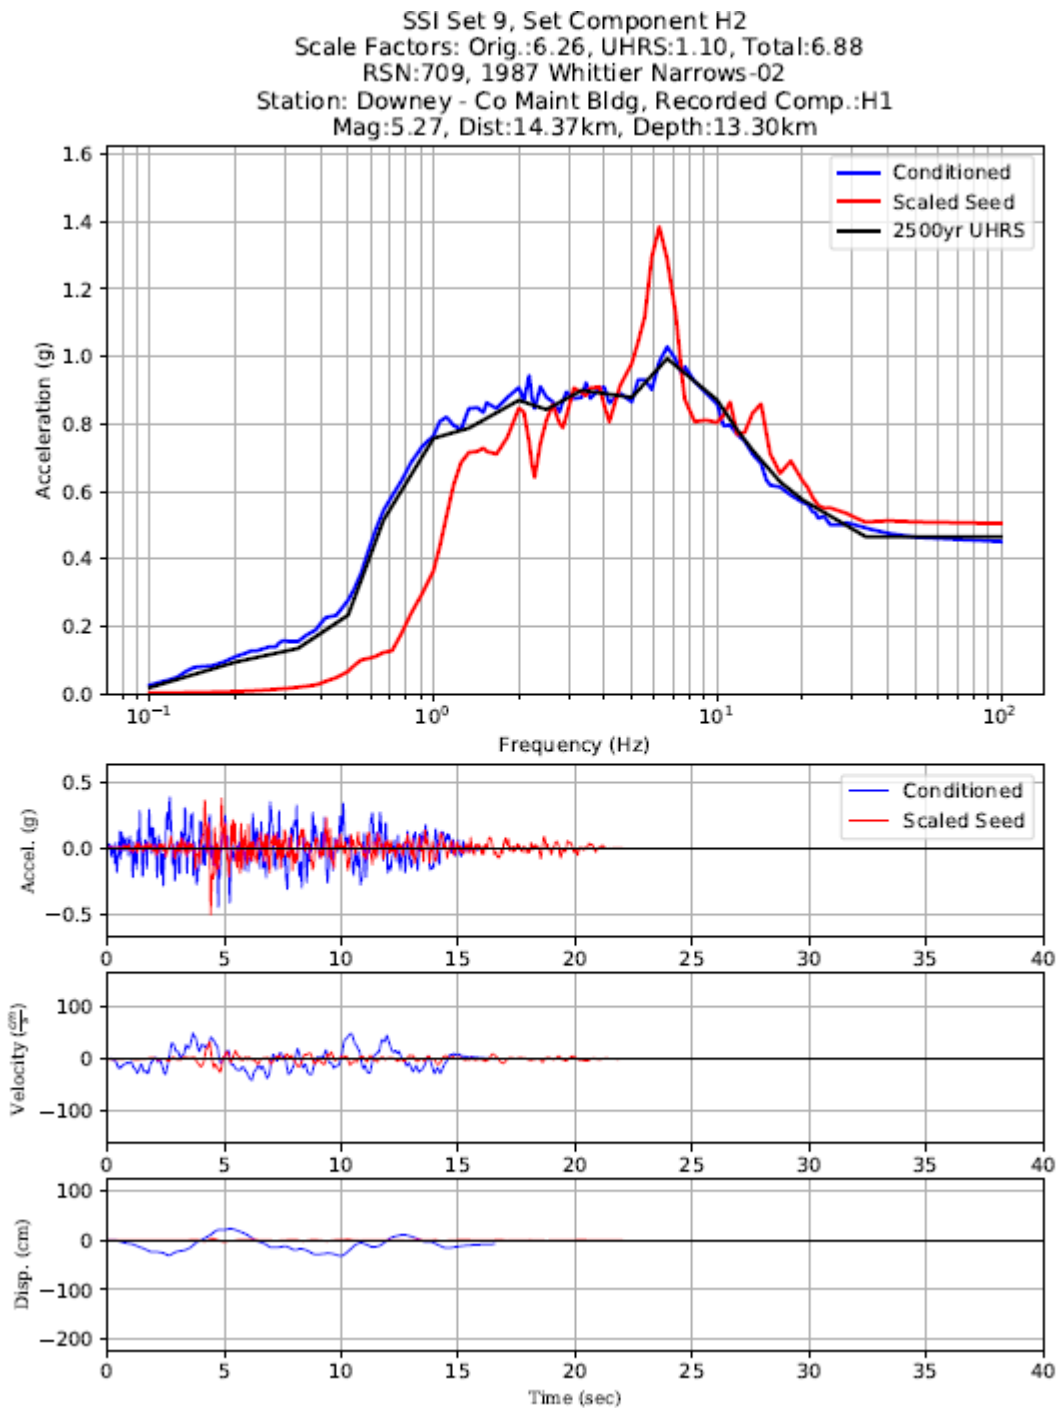 SSI Set 9, Set Component H2
Scale Factors: Orig.:6.26, UHRS:1.10, Total:6.88
RSN:709, 1987 Whittier Narrows-02
Station: Downey - Co Maint Bldg, Recorded Comp.:H1
Mag:5.27, Dist:14.37km, Depth:13.30km
1.6
1.4
1.2
1.0
0.8
0.6
0.4
0.2
0.0
Acceleration (g)
Conditioned
Scaled Seed
2500yr UHRS
10⁻¹ 10⁰ 10¹ 10²
Frequency (Hz)
0.5
0.0
−0.5
Accel. (g)
Conditioned
Scaled Seed
0 5 10 15 20 25 30 35 40
100
0
−100
Velocity (cm/s)
0 5 10 15 20 25 30 35 40
100
0
−100
−200
Disp. (cm)
0 5 10 15 20 25 30 35 40
Time (sec)